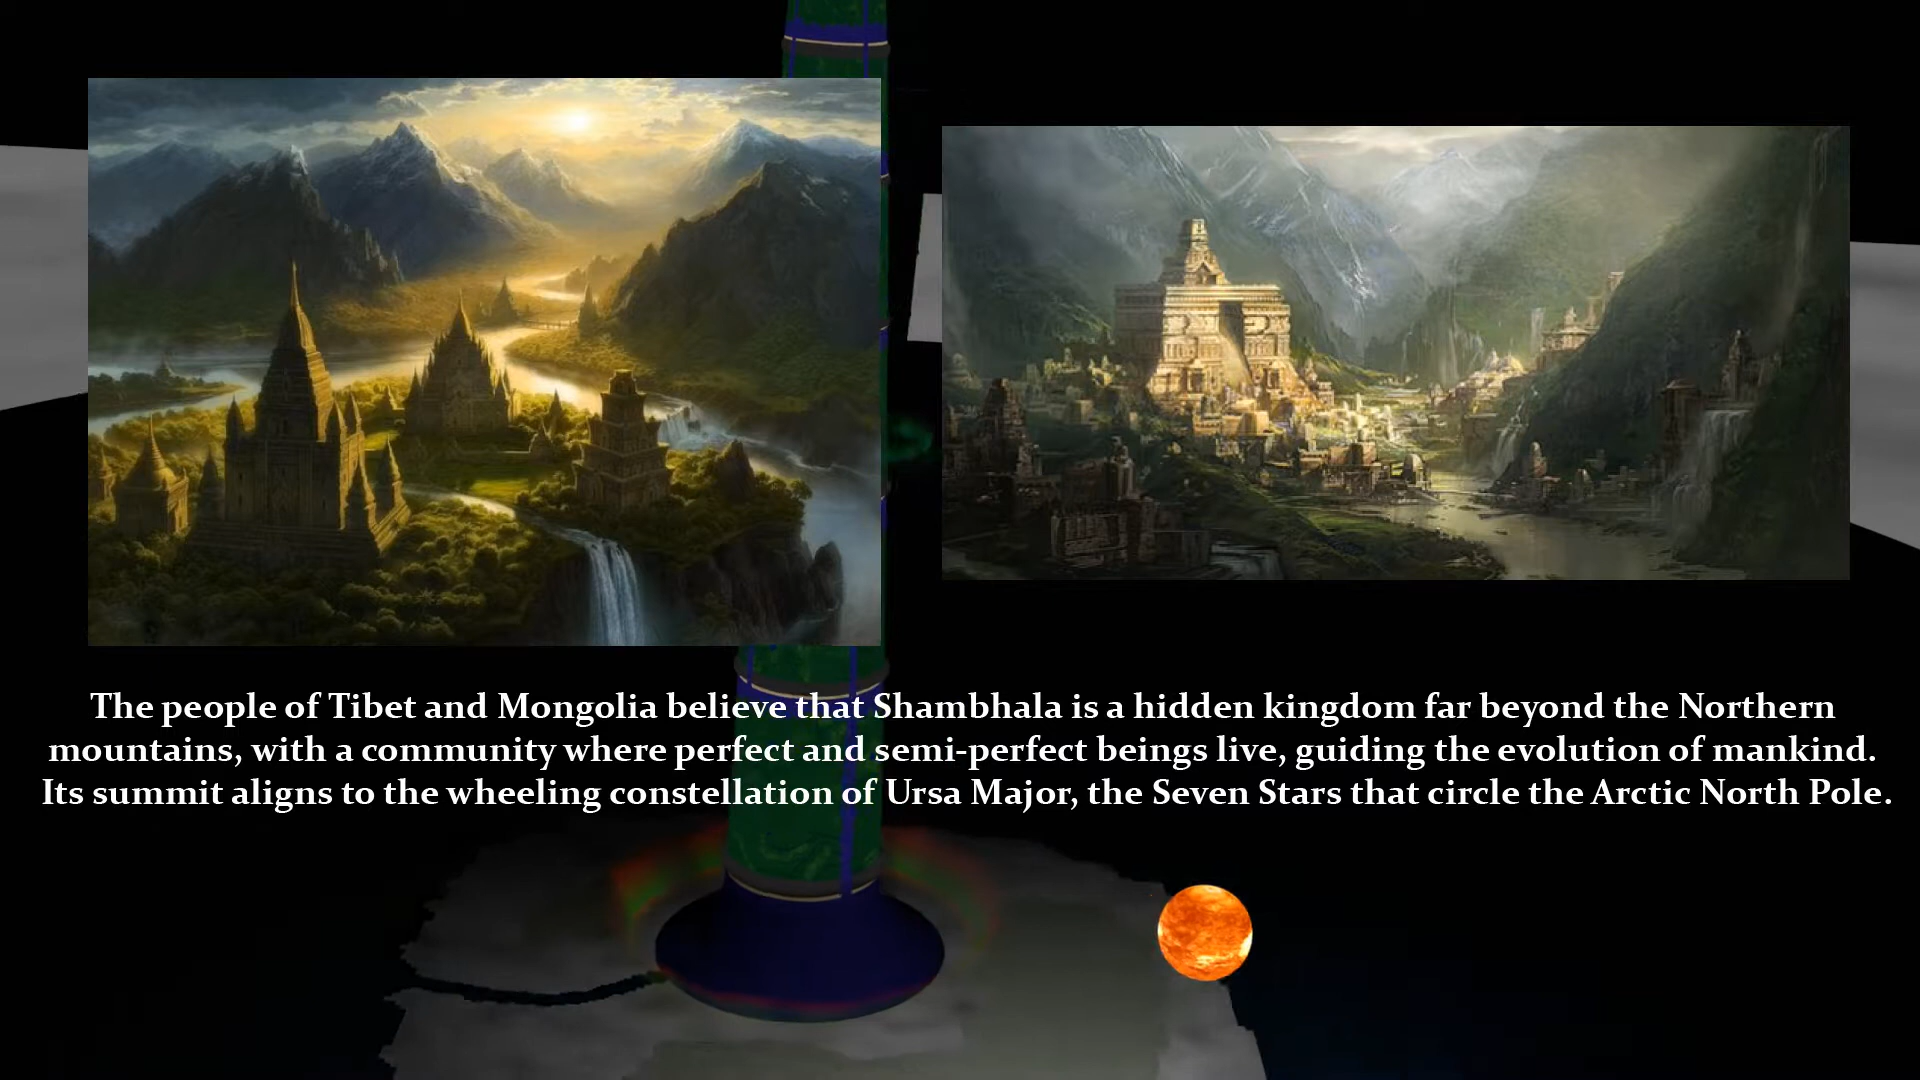 The people of Tibet and Mongolia believe that Shambhala is a hidden kingdom far beyond the Northern
mountains, with a community where perfect and semi-perfect beings live, guiding the evolution of mankind.
Its summit aligns to the wheeling constellation of Ursa Major, the Seven Stars that circle the Arctic North Pole.